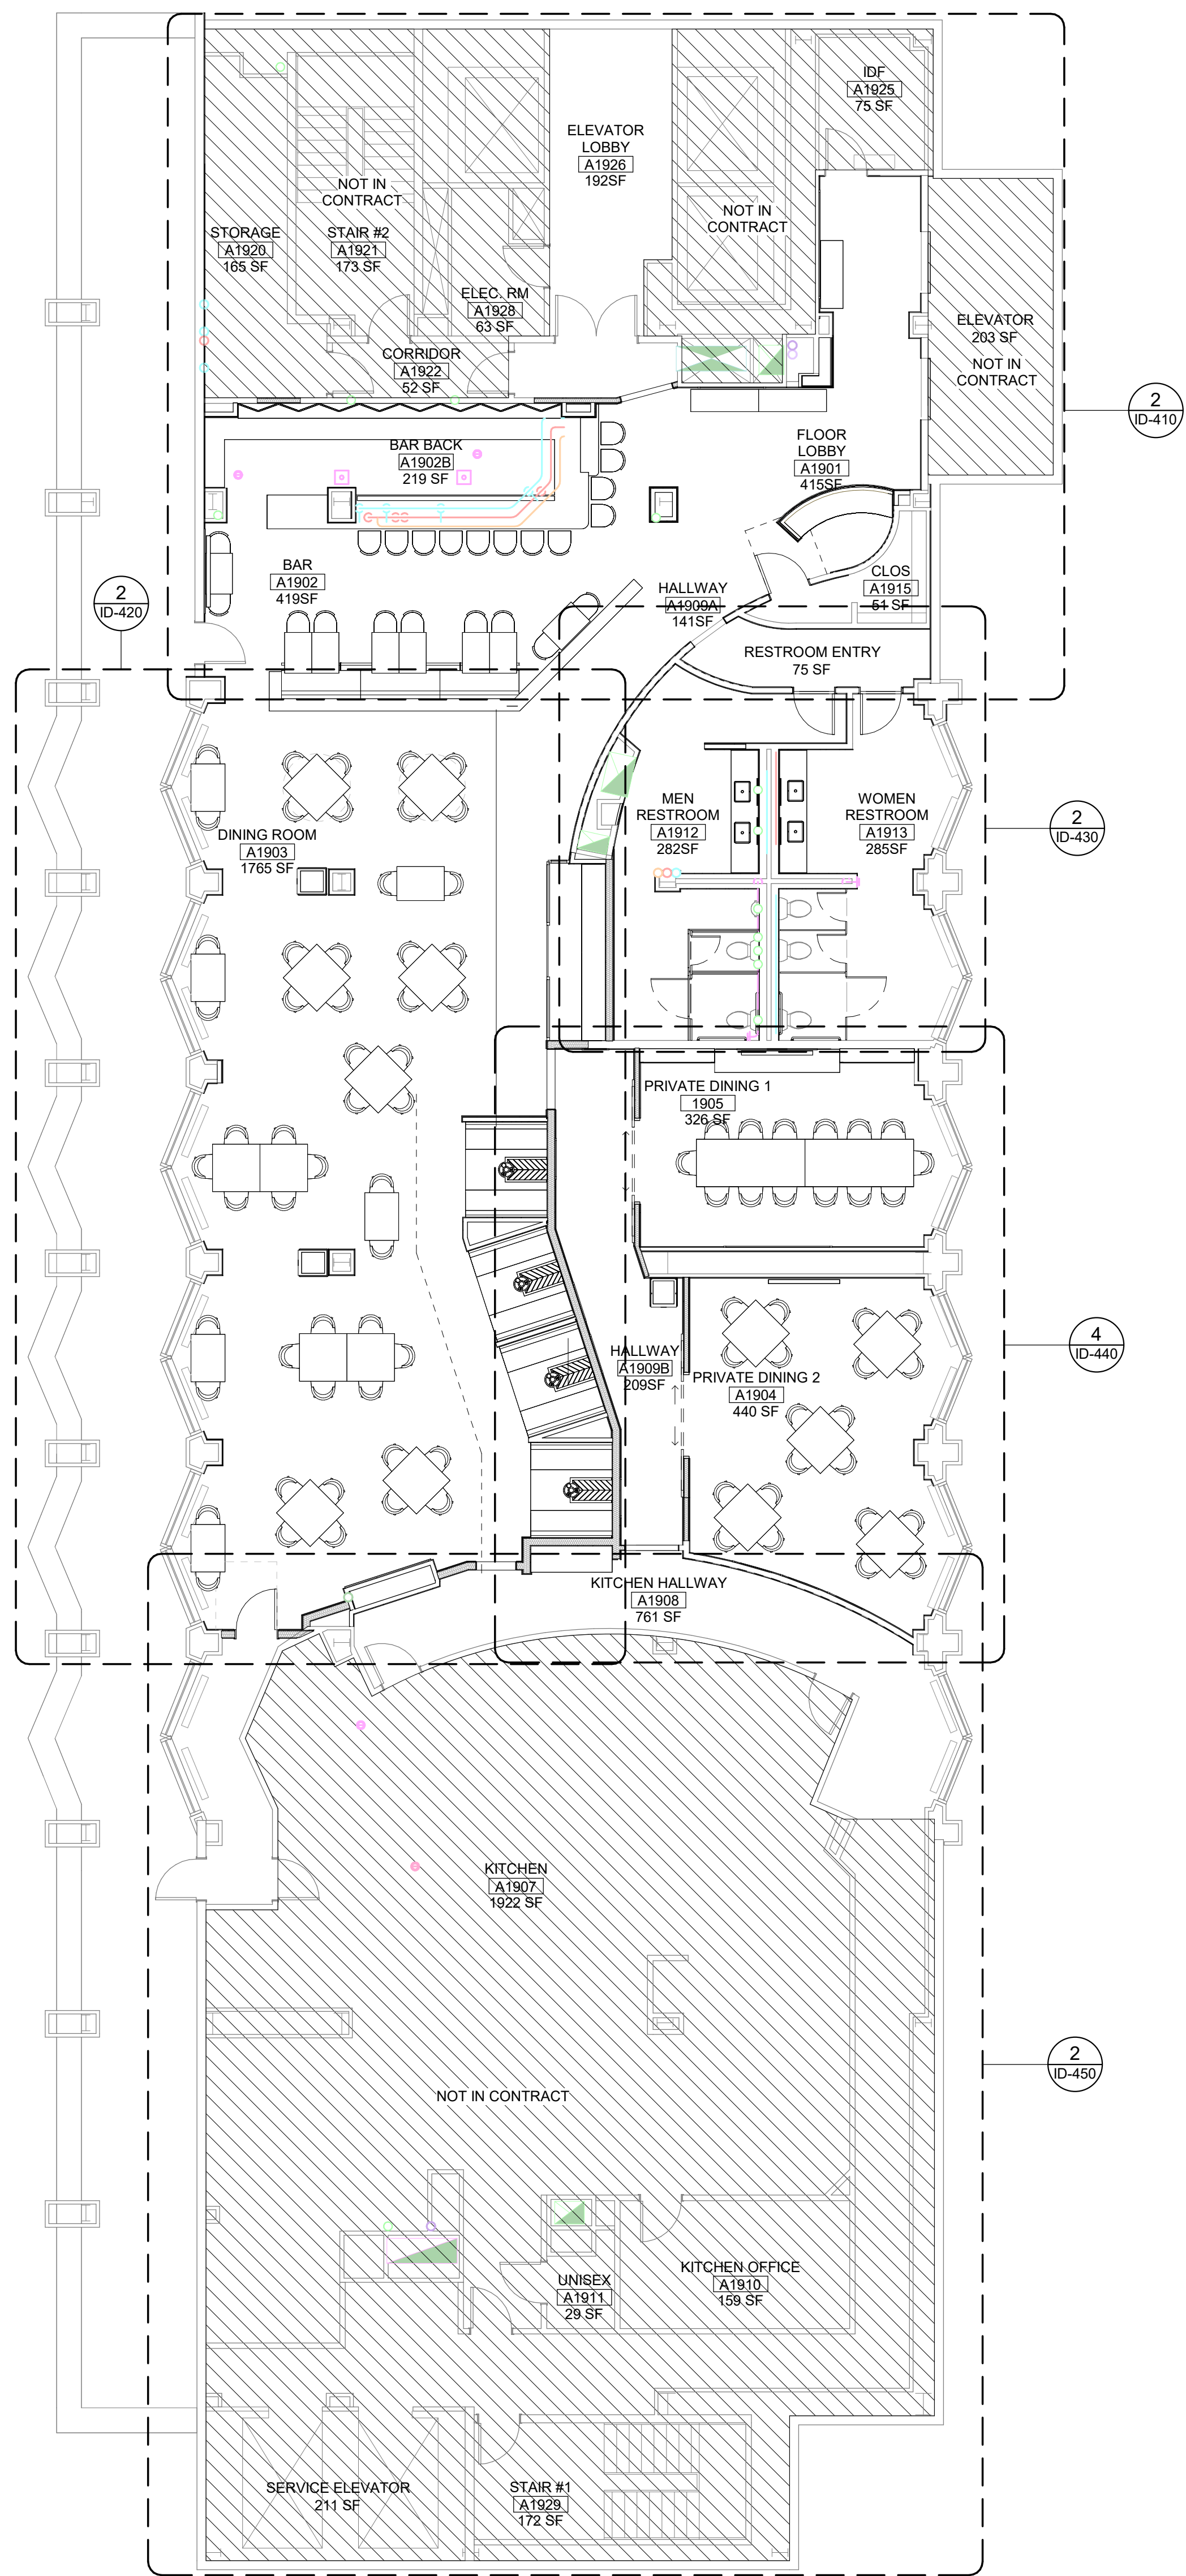 IDF
A1925
75 SF
ELEVATOR
LOBBY
A1926
192SF
NOT IN
CONTRACT
NOT IN
CONTRACT
STORAGE
A1920
165 SF
STAIR #2
A1921
173 SF
ELEC. RM
A1928
63 SF
ELEVATOR
203 SF
NOT IN
CONTRACT
CORRIDOR
A1922
52 SF
2
ID-410
BAR BACK
A1902B
219 SF
FLOOR
LOBBY
A1901
415SF
BAR
A1902
419SF
CLOS
A1915
51 SF
2
ID-420
HALLWAY
A1909A
141SF
RESTROOM ENTRY
75 SF
MEN
RESTROOM
A1912
282SF
WOMEN
RESTROOM
A1913
285SF
2
ID-430
DINING ROOM
A1903
1765 SF
PRIVATE DINING 1
1905
326 SF
4
ID-440
HALLWAY
A1909B
209SF
PRIVATE DINING 2
A1904
440 SF
KITCHEN HALLWAY
A1908
761 SF
KITCHEN
A1907
1922 SF
2
ID-450
NOT IN CONTRACT
UNISEX
A1911
29 SF
KITCHEN OFFICE
A1910
159 SF
SERVICE ELEVATOR
211 SF
STAIR #1
A1929
172 SF